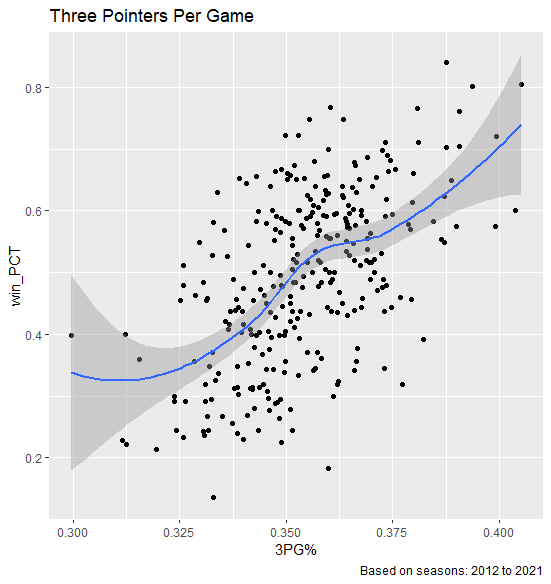 Three Pointers Per Game
win_PCT
0.8
0.6
0.4
0.2
0.300 0.325 0.350 0.375 0.400
3PG%
Based on seasons: 2012 to 2021